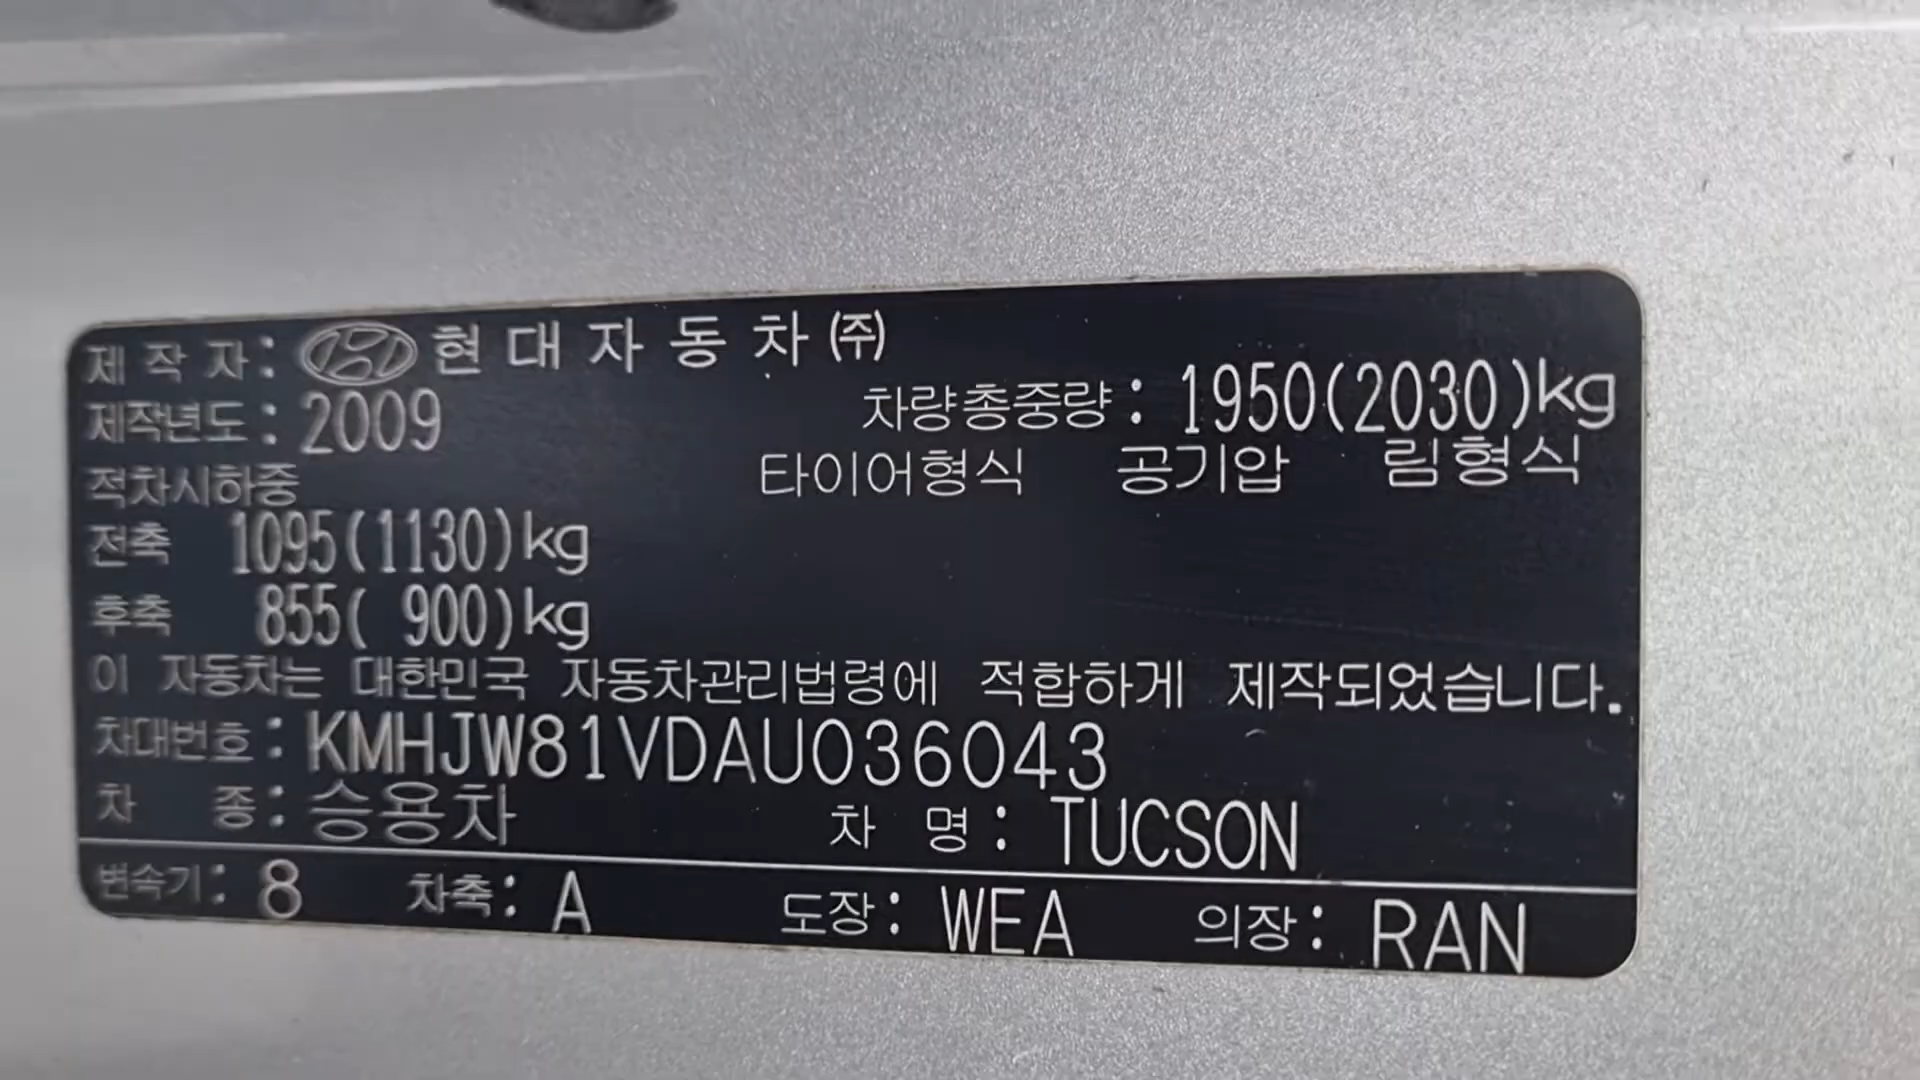 제 작 자 : 현 대 자 동 차 (주)
제작년도 : 2009 차량총중량 : 1950(2030)kg
적차시하중 타이어형식 공기압 림형식
전축 1095(1130)kg
후축 855( 900)kg
이 자동차는 대한민국 자동차관리법령에 적합하게 제작되었습니다.
차대번호 : KMHJW81VDAU036043
차 종 : 승용차 차 명 : TUCSON
변속기 : 8 차축 : A 도장 : WEA 의장 : RAN